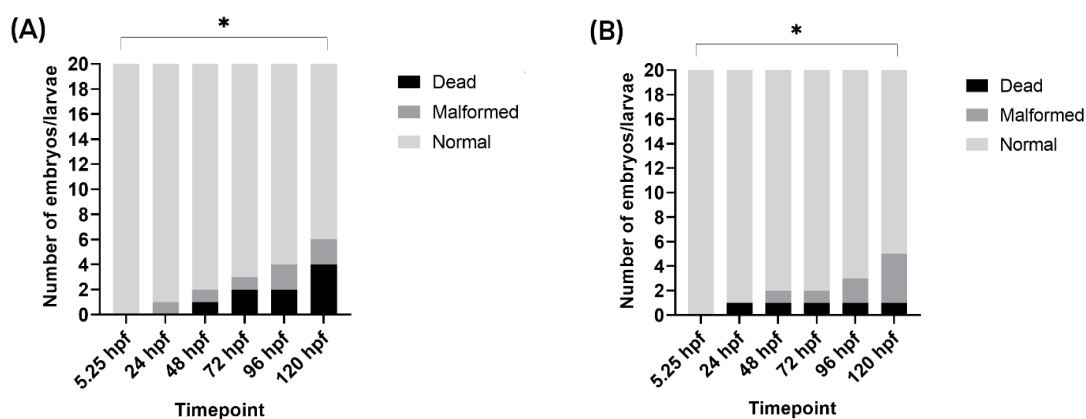 (A)
*
Number of embryos/larvae
20
18
16
14
12
10
8
6
4
2
0
5.25 hpf
24 hpf
48 hpf
72 hpf
96 hpf
120 hpf
Timepoint
Dead
Malformed
Normal
(B)
*
Number of embryos/larvae
20
18
16
14
12
10
8
6
4
2
0
5.25 hpf
24 hpf
48 hpf
72 hpf
96 hpf
120 hpf
Timepoint
Dead
Malformed
Normal